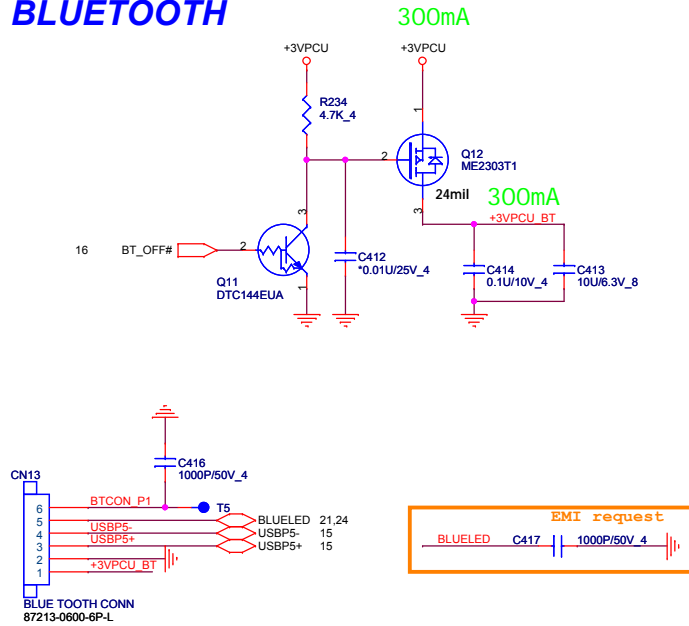 BLUETOOTH
300mA
+3VPCU
+3VPCU
R234
4.7K_4
1
2
Q12
ME2303T1
24mil
3
300mA
+3VPCU_BT
3
16 BT_OFF#
2
Q11
DTC144EUA
1
C412
*0.01U/25V_4
C414
0.1U/10V_4
C413
10U/6.3V_8
C416
1000P/50V_4
CN13
6 BTCON_P1 T5
5 BLUELED 21,24
4 USBP5- USBP5- 15
3 USBP5+ USBP5+ 15
2
1 +3VPCU_BT
BLUE TOOTH CONN
87213-0600-6P-L
EMI request
BLUELED C417 1000P/50V_4